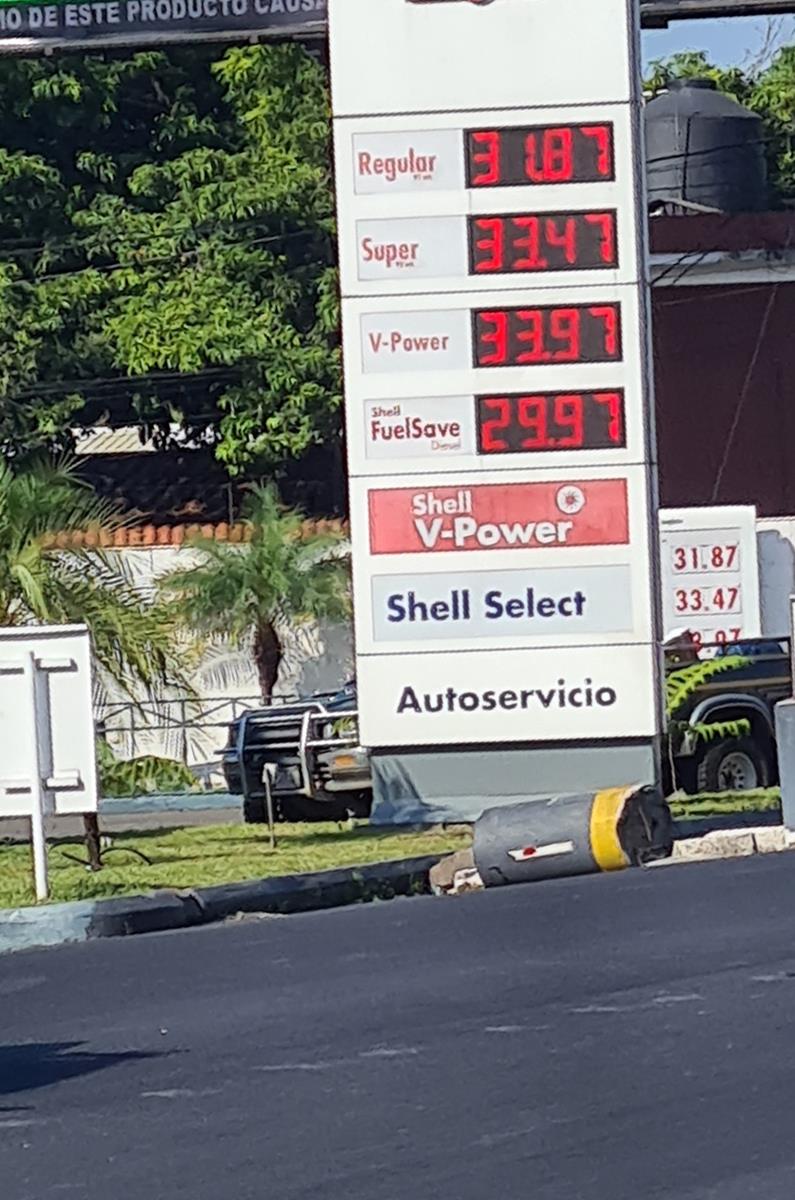 IO DE ESTE PRODUCTO CAUSA
Regular 31.87
Super 33.47
V-Power 33.97
Shell
FuelSave 29.97
Diesel
Shell
V-Power
Shell Select
Autoservicio
31.87
33.47